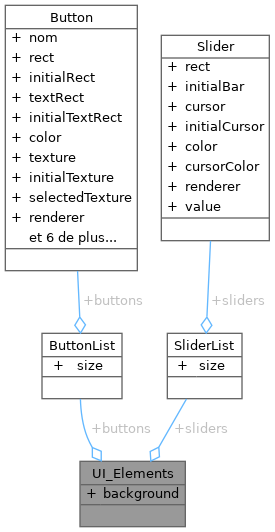 Button
+ nom
+ rect
+ initialRect
+ textRect
+ initialTextRect
+ color
+ texture
+ initialTexture
+ selectedTexture
+ renderer
et 6 de plus...
Slider
+ rect
+ initialBar
+ cursor
+ initialCursor
+ color
+ cursorColor
+ renderer
+ value
+buttons
+sliders
ButtonList
+ size
SliderList
+ size
+buttons
+sliders
UI_Elements
+ background